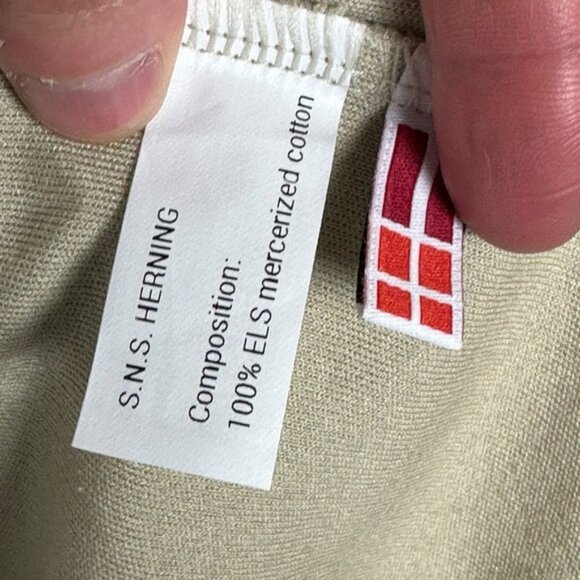 S.N.S. HERNING
Composition:
100% ELS mercerized cotton